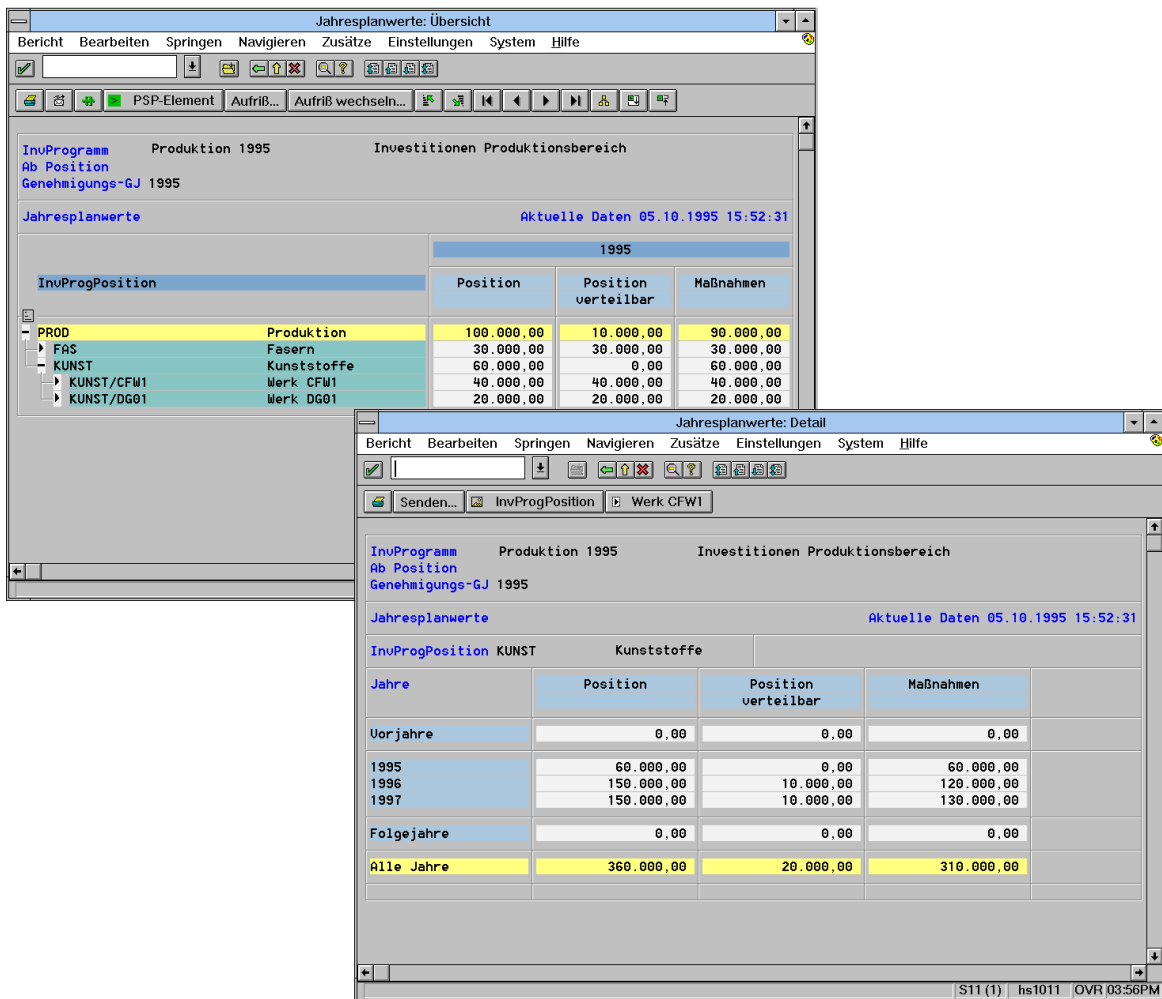 Jahresplanwerte: Übersicht
Bericht Bearbeiten Springen Navigieren Zusätze Einstellungen System Hilfe
PSP-Element Aufriß... Aufriß wechseln...
InvProgramm Produktion 1995 Investitionen Produktionsbereich
Ab Position
Genehmigungs-GJ 1995
Jahresplanwerte Aktuelle Daten 05.10.1995 15:52:31
1995
InvProgPosition Position Position Maßnahmen
verteilbar
PROD Produktion 100.000,00 10.000,00 90.000,00
FAS Fasern 30.000,00 30.000,00 30.000,00
KUNST Kunststoffe 60.000,00 0,00 60.000,00
KUNST/CFW1 Werk CFW1 40.000,00 40.000,00 40.000,00
KUNST/DG01 Werk DG01 20.000,00 20.000,00 20.000,00
Jahresplanwerte: Detail
Bericht Bearbeiten Springen Navigieren Zusätze Einstellungen System Hilfe
Senden... InvProgPosition Werk CFW1
InvProgramm Produktion 1995 Investitionen Produktionsbereich
Ab Position
Genehmigungs-GJ 1995
Jahresplanwerte Aktuelle Daten 05.10.1995 15:52:31
InvProgPosition KUNST Kunststoffe
Jahre Position Position Maßnahmen
verteilbar
Vorjahre 0,00 0,00 0,00
1995 60.000,00 0,00 60.000,00
1996 150.000,00 10.000,00 120.000,00
1997 150.000,00 10.000,00 130.000,00
Folgejahre 0,00 0,00 0,00
Alle Jahre 360.000,00 20.000,00 310.000,00
S11 (1) hs1011 OVR 03:56PM